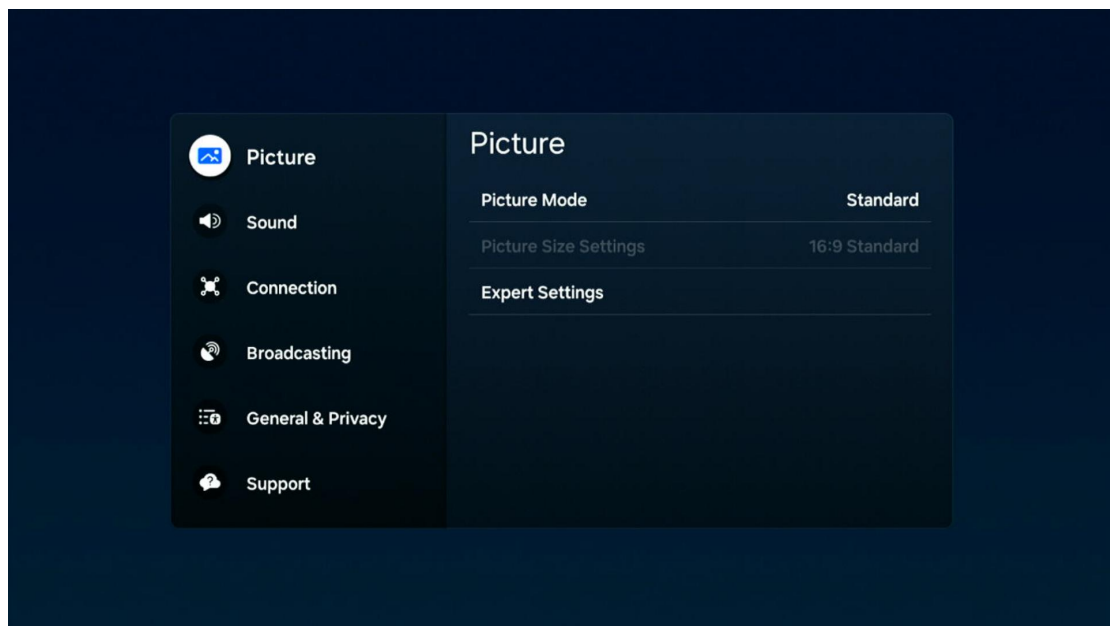 Picture
Sound
Connection
Broadcasting
General & Privacy
Support
Picture
Picture Mode Standard
Picture Size Settings 16:9 Standard
Expert Settings